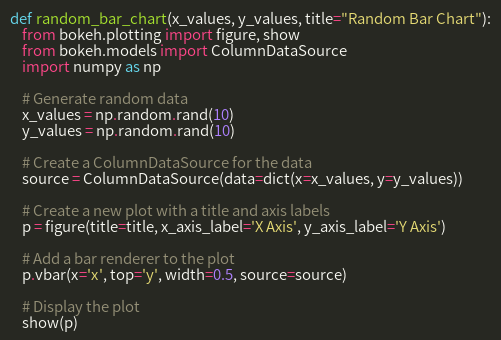 def random_bar_chart(x_values, y_values, title="Random Bar Chart"):
from bokeh.plotting import figure, show
from bokeh.models import ColumnDataSource
import numpy as np
# Generate random data
x_values = np.random.rand(10)
y_values = np.random.rand(10)
# Create a ColumnDataSource for the data
source = ColumnDataSource(data=dict(x=x_values, y=y_values))
# Create a new plot with a title and axis labels
p = figure(title=title, x_axis_label='X Axis', y_axis_label='Y Axis')
# Add a bar renderer to the plot
p.vbar(x='x', top='y', width=0.5, source=source)
# Display the plot
show(p)